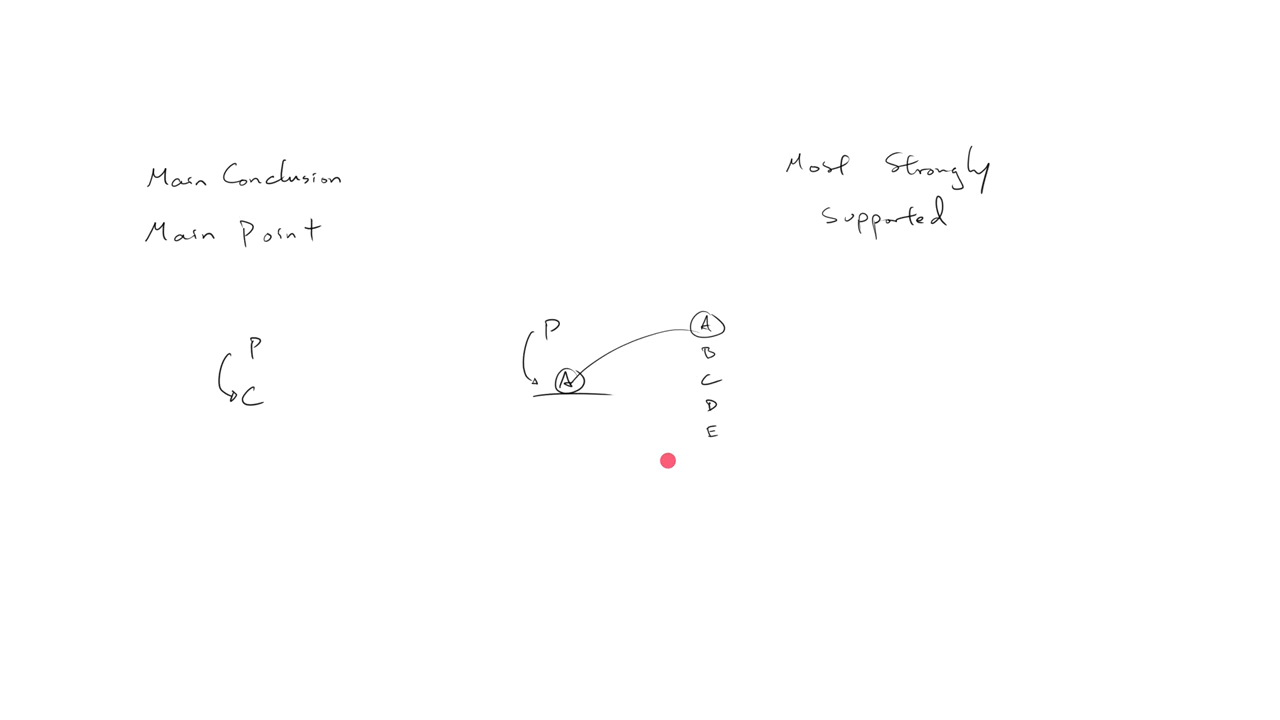 Main Conclusion
Main Point
Most Strongly
Supported
P
C
P
A
A
B
C
D
E